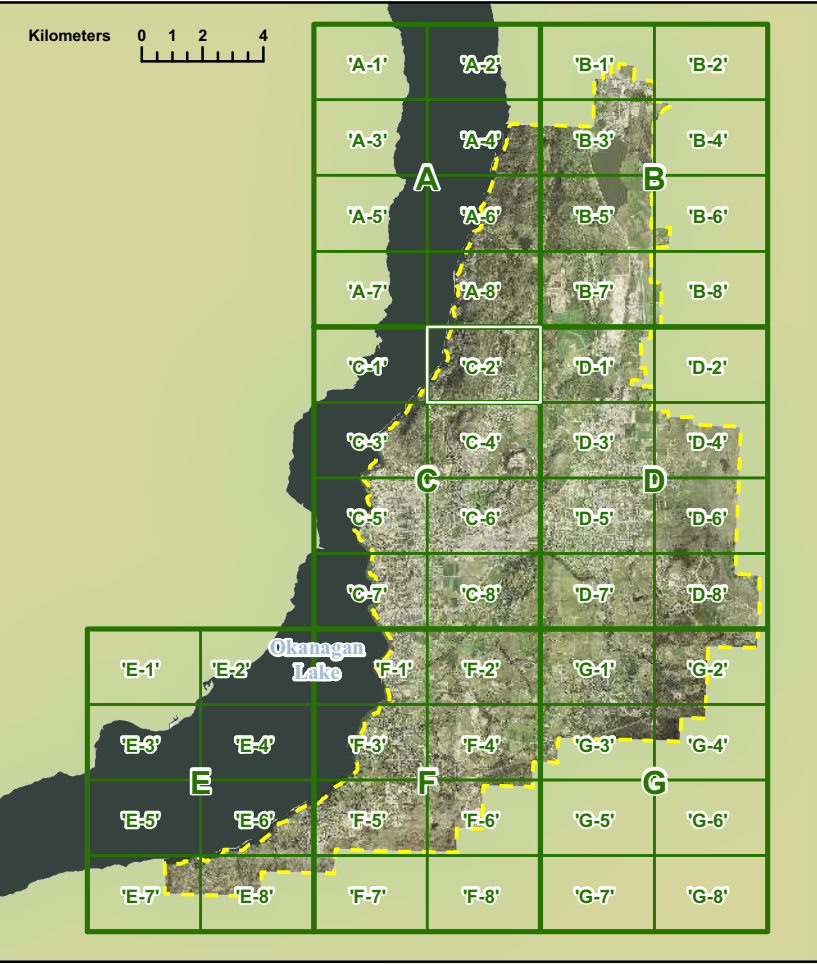 Kilometers 0 1 2 4
'A-1' 'A-2' 'B-1' 'B-2'
'A-3' 'A-4' 'B-3' 'B-4'
A B
'A-5' 'A-6' 'B-5' 'B-6'
'A-7' 'A-8' 'B-7' 'B-8'
'C-1' 'C-2' 'D-1' 'D-2'
'C-3' 'C-4' 'D-3' 'D-4'
C D
'C-5' 'C-6' 'D-5' 'D-6'
'C-7' 'C-8' 'D-7' 'D-8'
Okanagan
Lake
'E-1' 'E-2' 'F-1' 'F-2' 'G-1' 'G-2'
'E-3' 'E-4' 'F-3' 'F-4' 'G-3' 'G-4'
E F G
'E-5' 'E-6' 'F-5' 'F-6' 'G-5' 'G-6'
'E-7' 'E-8' 'F-7' 'F-8' 'G-7' 'G-8'